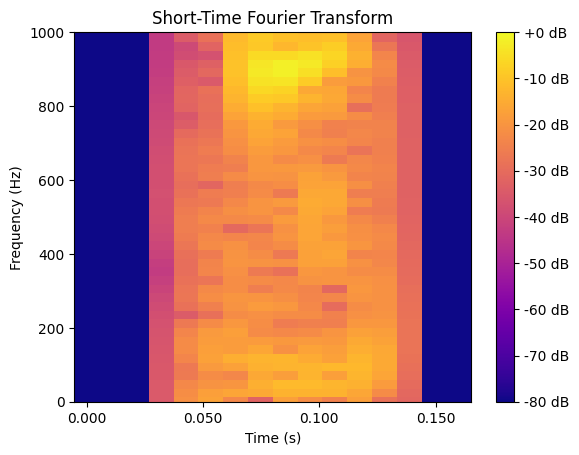 Short-Time Fourier Transform
Frequency (Hz)
1000
800
600
400
200
0
0.000
0.050
0.100
0.150
Time (s)
+0 dB
-10 dB
-20 dB
-30 dB
-40 dB
-50 dB
-60 dB
-70 dB
-80 dB